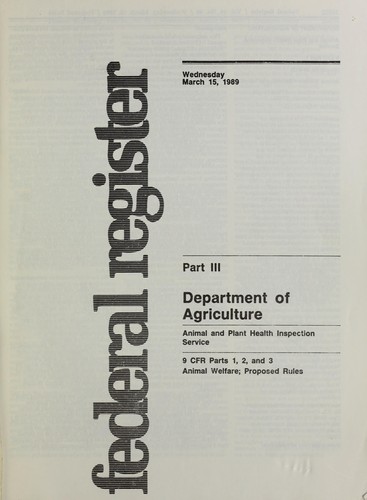 federal register
Wednesday
March 15, 1989
Part III
Department of
Agriculture
Animal and Plant Health Inspection
Service
9 CFR Parts 1, 2, and 3
Animal Welfare; Proposed Rules